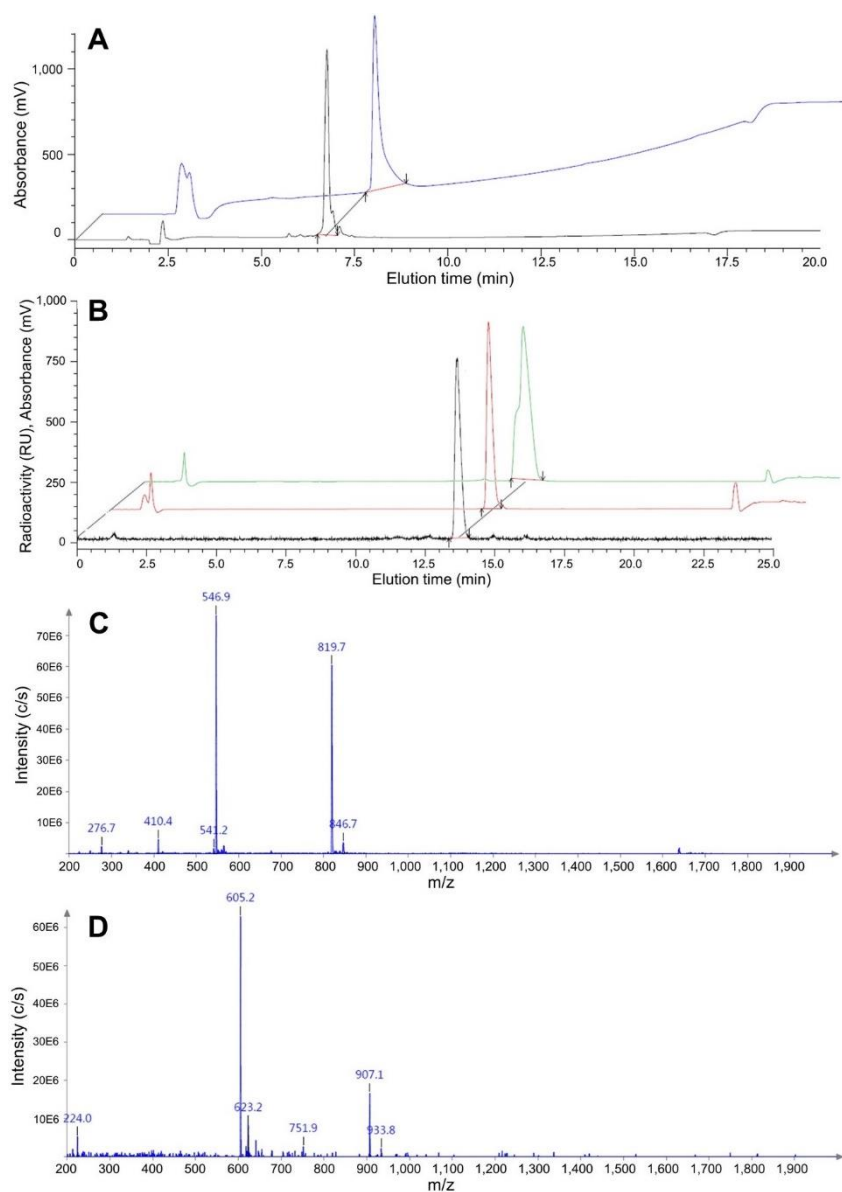 A
Absorbance (mV)
1,000
500
0
0 2.5 5.0 7.5 10.0 12.5 15.0 17.5 20.0
Elution time (min)
B
Radioactivity (RU), Absorbance (mV)
1,000
750
500
250
0
0 2.5 5.0 7.5 10.0 12.5 15.0 17.5 20.0 22.5 25.0
Elution time (min)
C
Intensity (c/s)
70E6
60E6
50E6
40E6
30E6
20E6
10E6
546.9
819.7
276.7
410.4
541.2
846.7
200 300 400 500 600 700 800 900 1,000 1,100 1,200 1,300 1,400 1,500 1,600 1,700 1,800 1,900
m/z
D
Intensity (c/s)
60E6
50E6
40E6
30E6
20E6
10E6
605.2
907.1
224.0
623.2
751.9
933.8
200 300 400 500 600 700 800 900 1,000 1,100 1,200 1,300 1,400 1,500 1,600 1,700 1,800 1,900
m/z